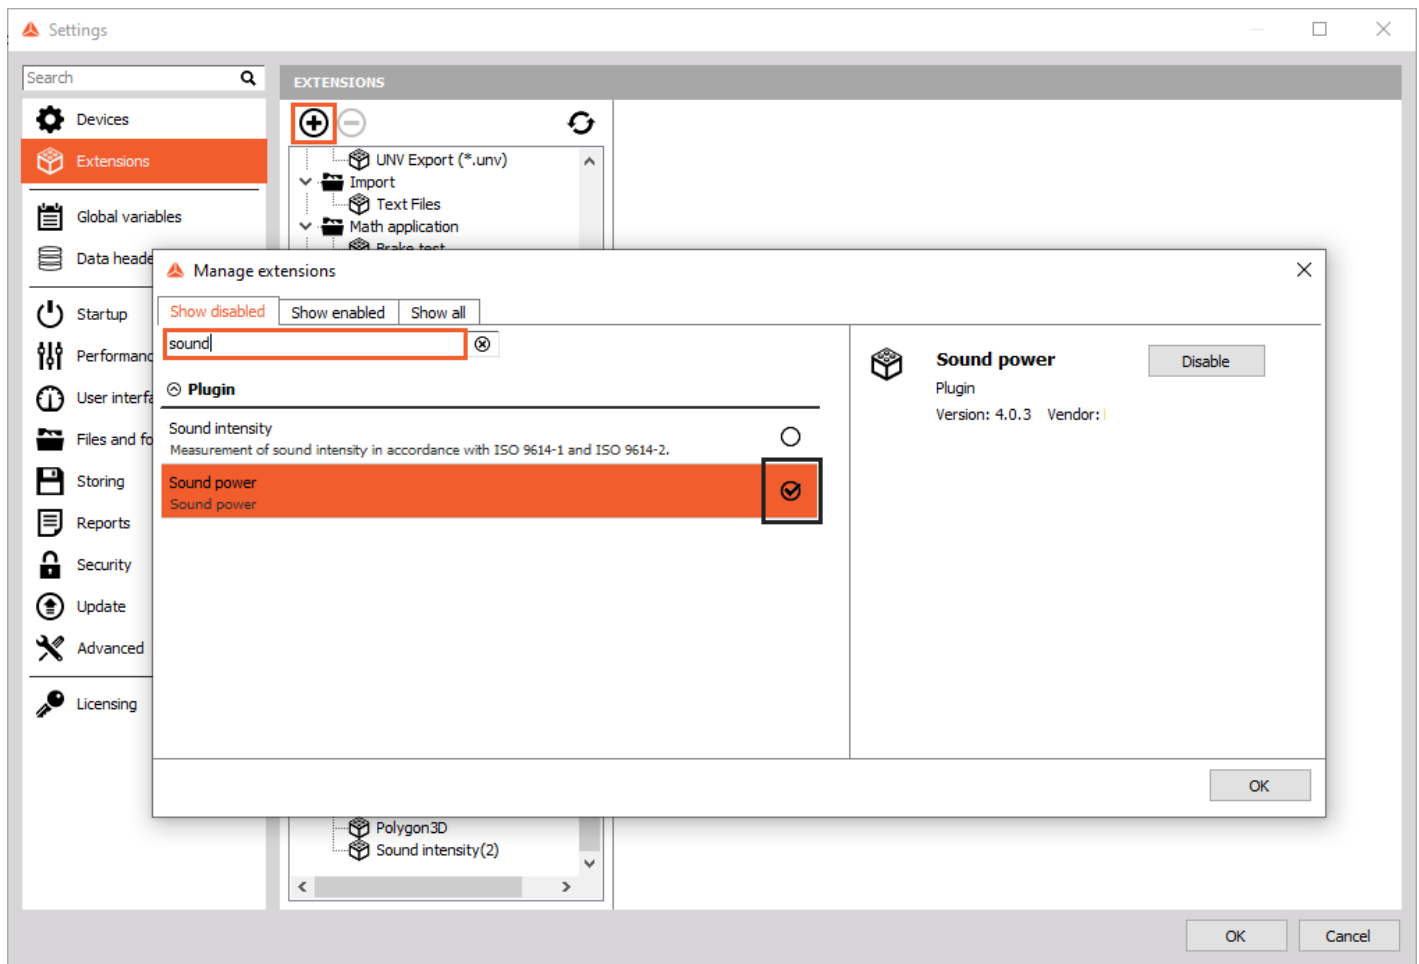 Settings
Search
EXTENSIONS
Devices
Extensions
Global variables
Data heade
Startup
Performanc
User interfa
Files and fo
Storing
Reports
Security
Update
Advanced
Licensing
UNV Export (*.unv)
Import
Text Files
Math application
Brake test
Manage extensions
Show disabled
Show enabled
Show all
sound
Plugin
Sound intensity
Measurement of sound intensity in accordance with ISO 9614-1 and ISO 9614-2.
Sound power
Sound power
Sound power
Disable
Plugin
Version: 4.0.3 Vendor:
OK
Polygon3D
Sound intensity(2)
OK
Cancel